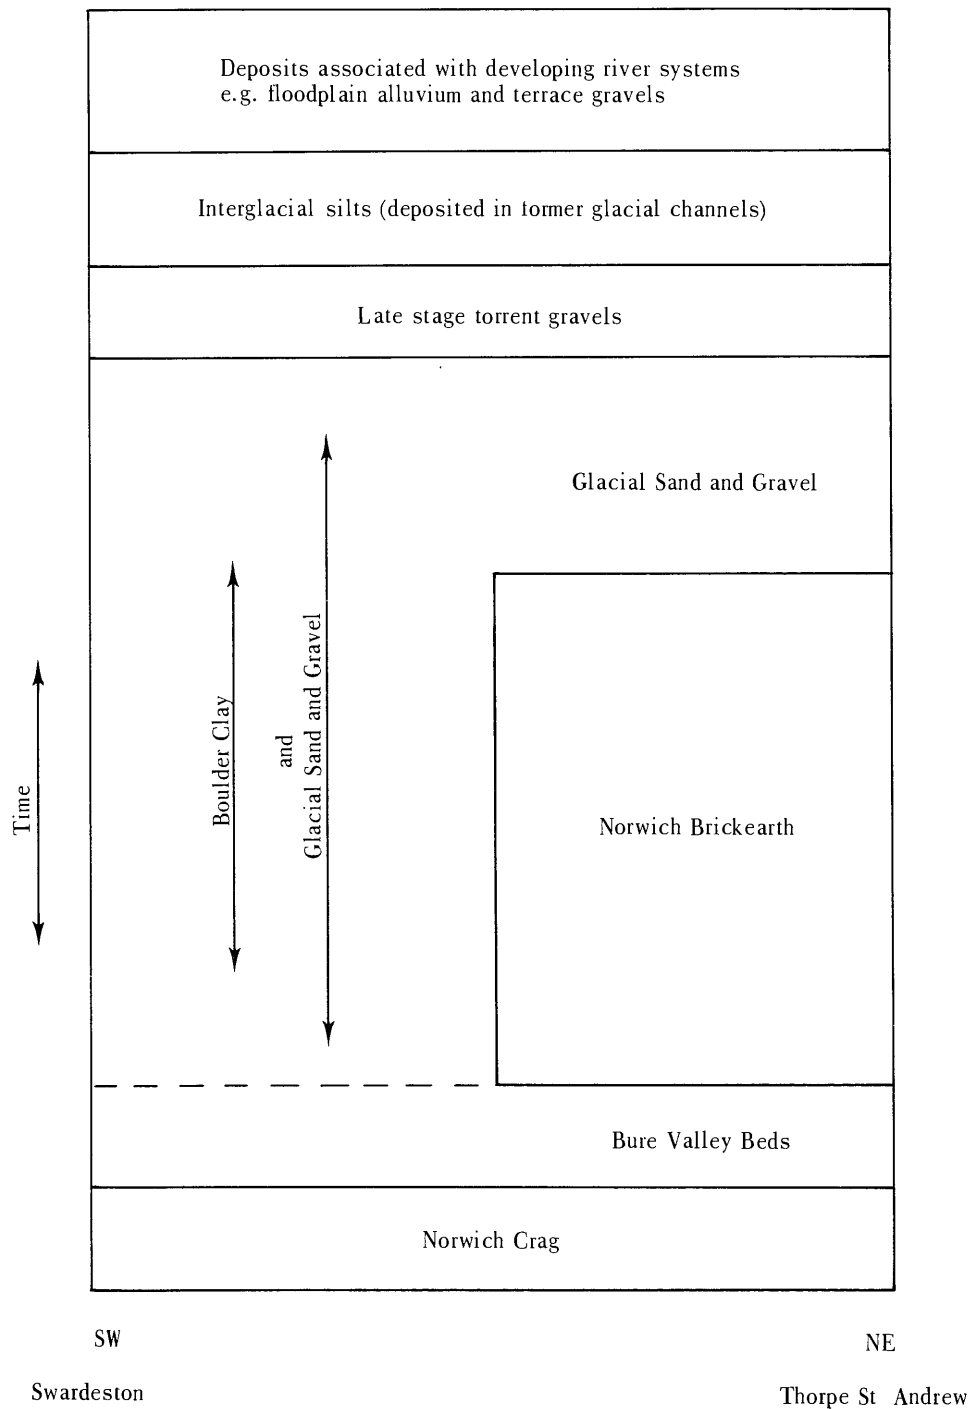 Deposits associated with developing river systems
e.g. floodplain alluvium and terrace gravels
Interglacial silts (deposited in former glacial channels)
Late stage torrent gravels
Glacial Sand and Gravel
Time
Boulder Clay
and
Glacial Sand and Gravel
Norwich Brickearth
Bure Valley Beds
Norwich Crag
SW
NE
Swardeston
Thorpe St Andrew